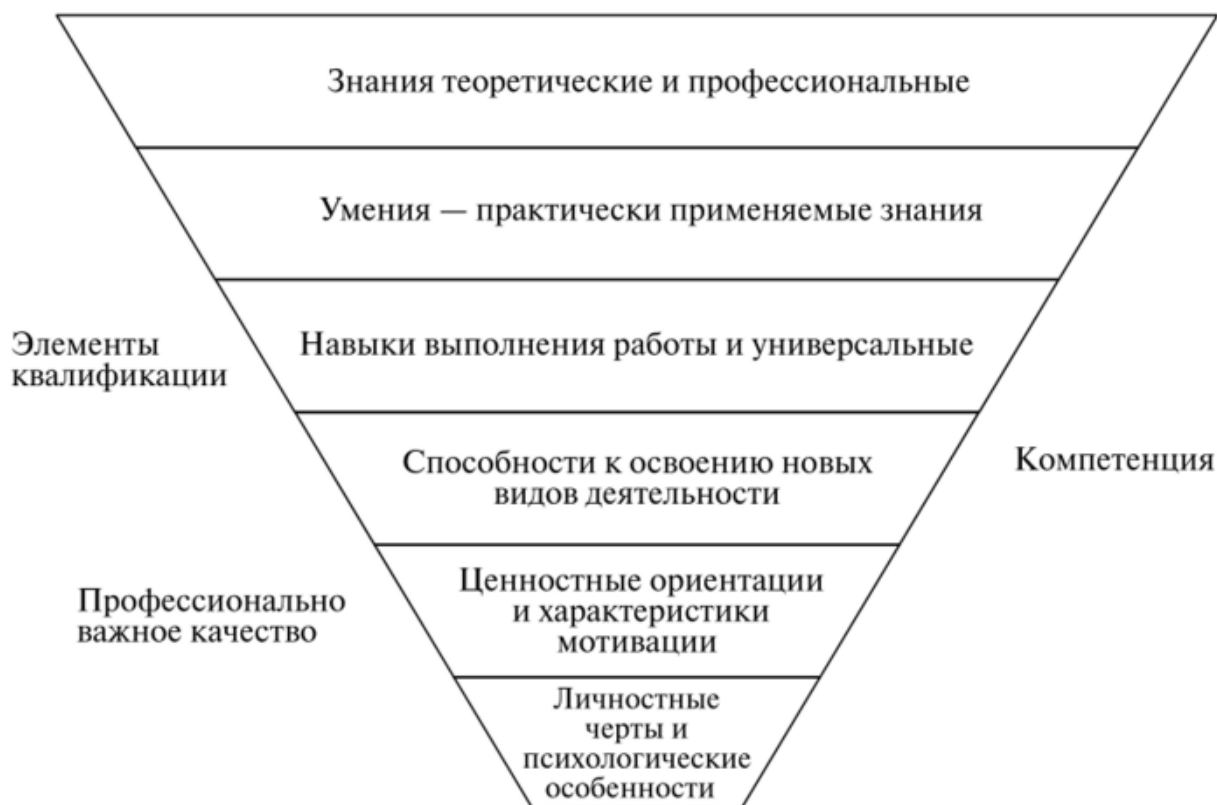 Знания теоретические и профессиональные
Умения — практически применяемые знания
Элементы
квалификации
Навыки выполнения работы и универсальные
Способности к освоению новых
видов деятельности
Компетенция
Профессионально
важное качество
Ценностные ориентации
и характеристики
мотивации
Личностные
черты и
психологические
особенности